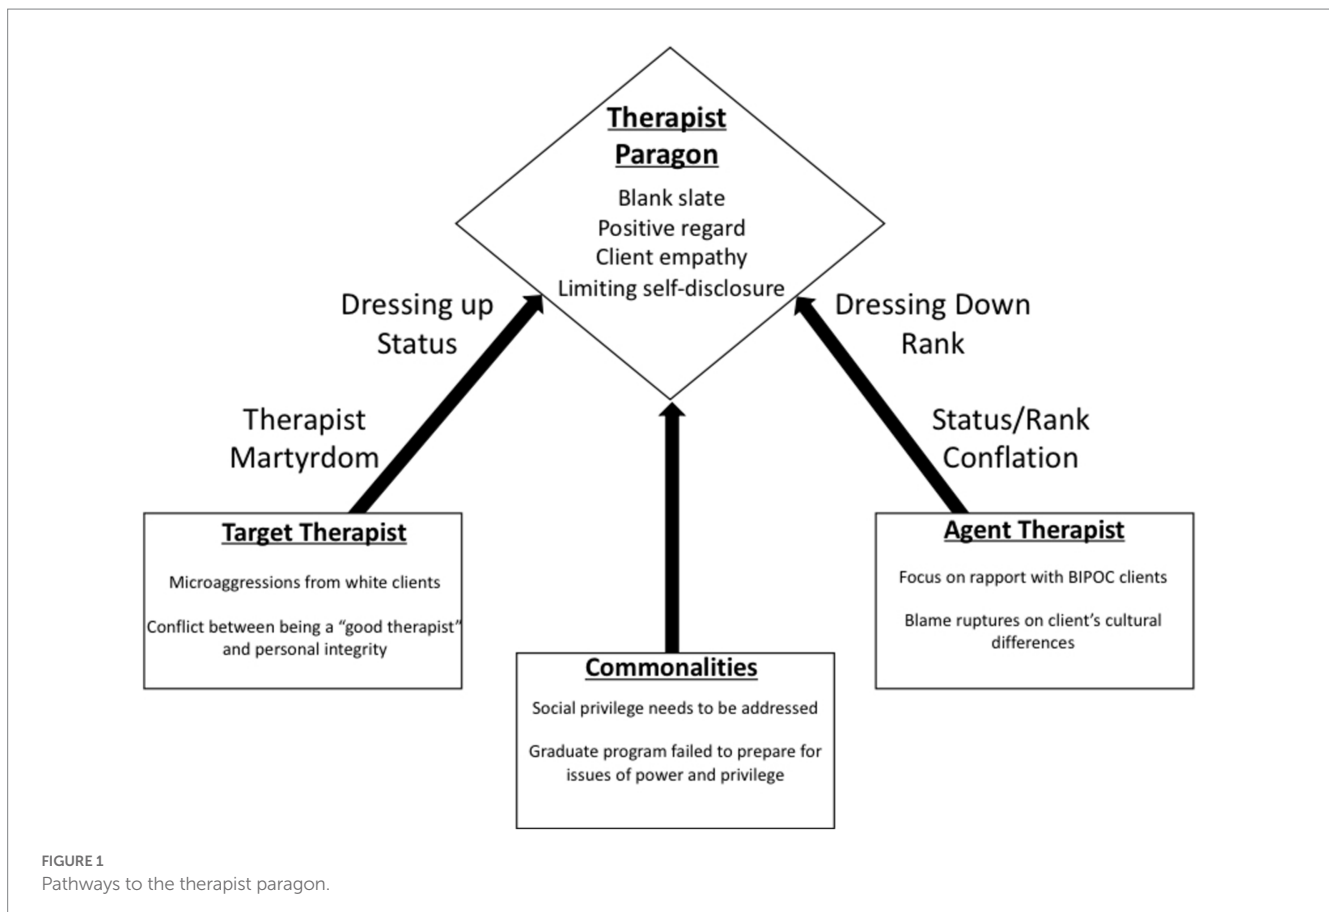 Therapist
Paragon
Blank slate
Positive regard
Client empathy
Limiting self-disclosure
Dressing up
Status
Dressing Down
Rank
Therapist
Martyrdom
Status/Rank
Conflation
Target Therapist
Microaggressions from white clients
Conflict between being a “good therapist”
and personal integrity
Agent Therapist
Focus on rapport with BIPOC clients
Blame ruptures on client’s cultural
differences
Commonalities
Social privilege needs to be addressed
Graduate program failed to prepare for
issues of power and privilege
FIGURE 1
Pathways to the therapist paragon.